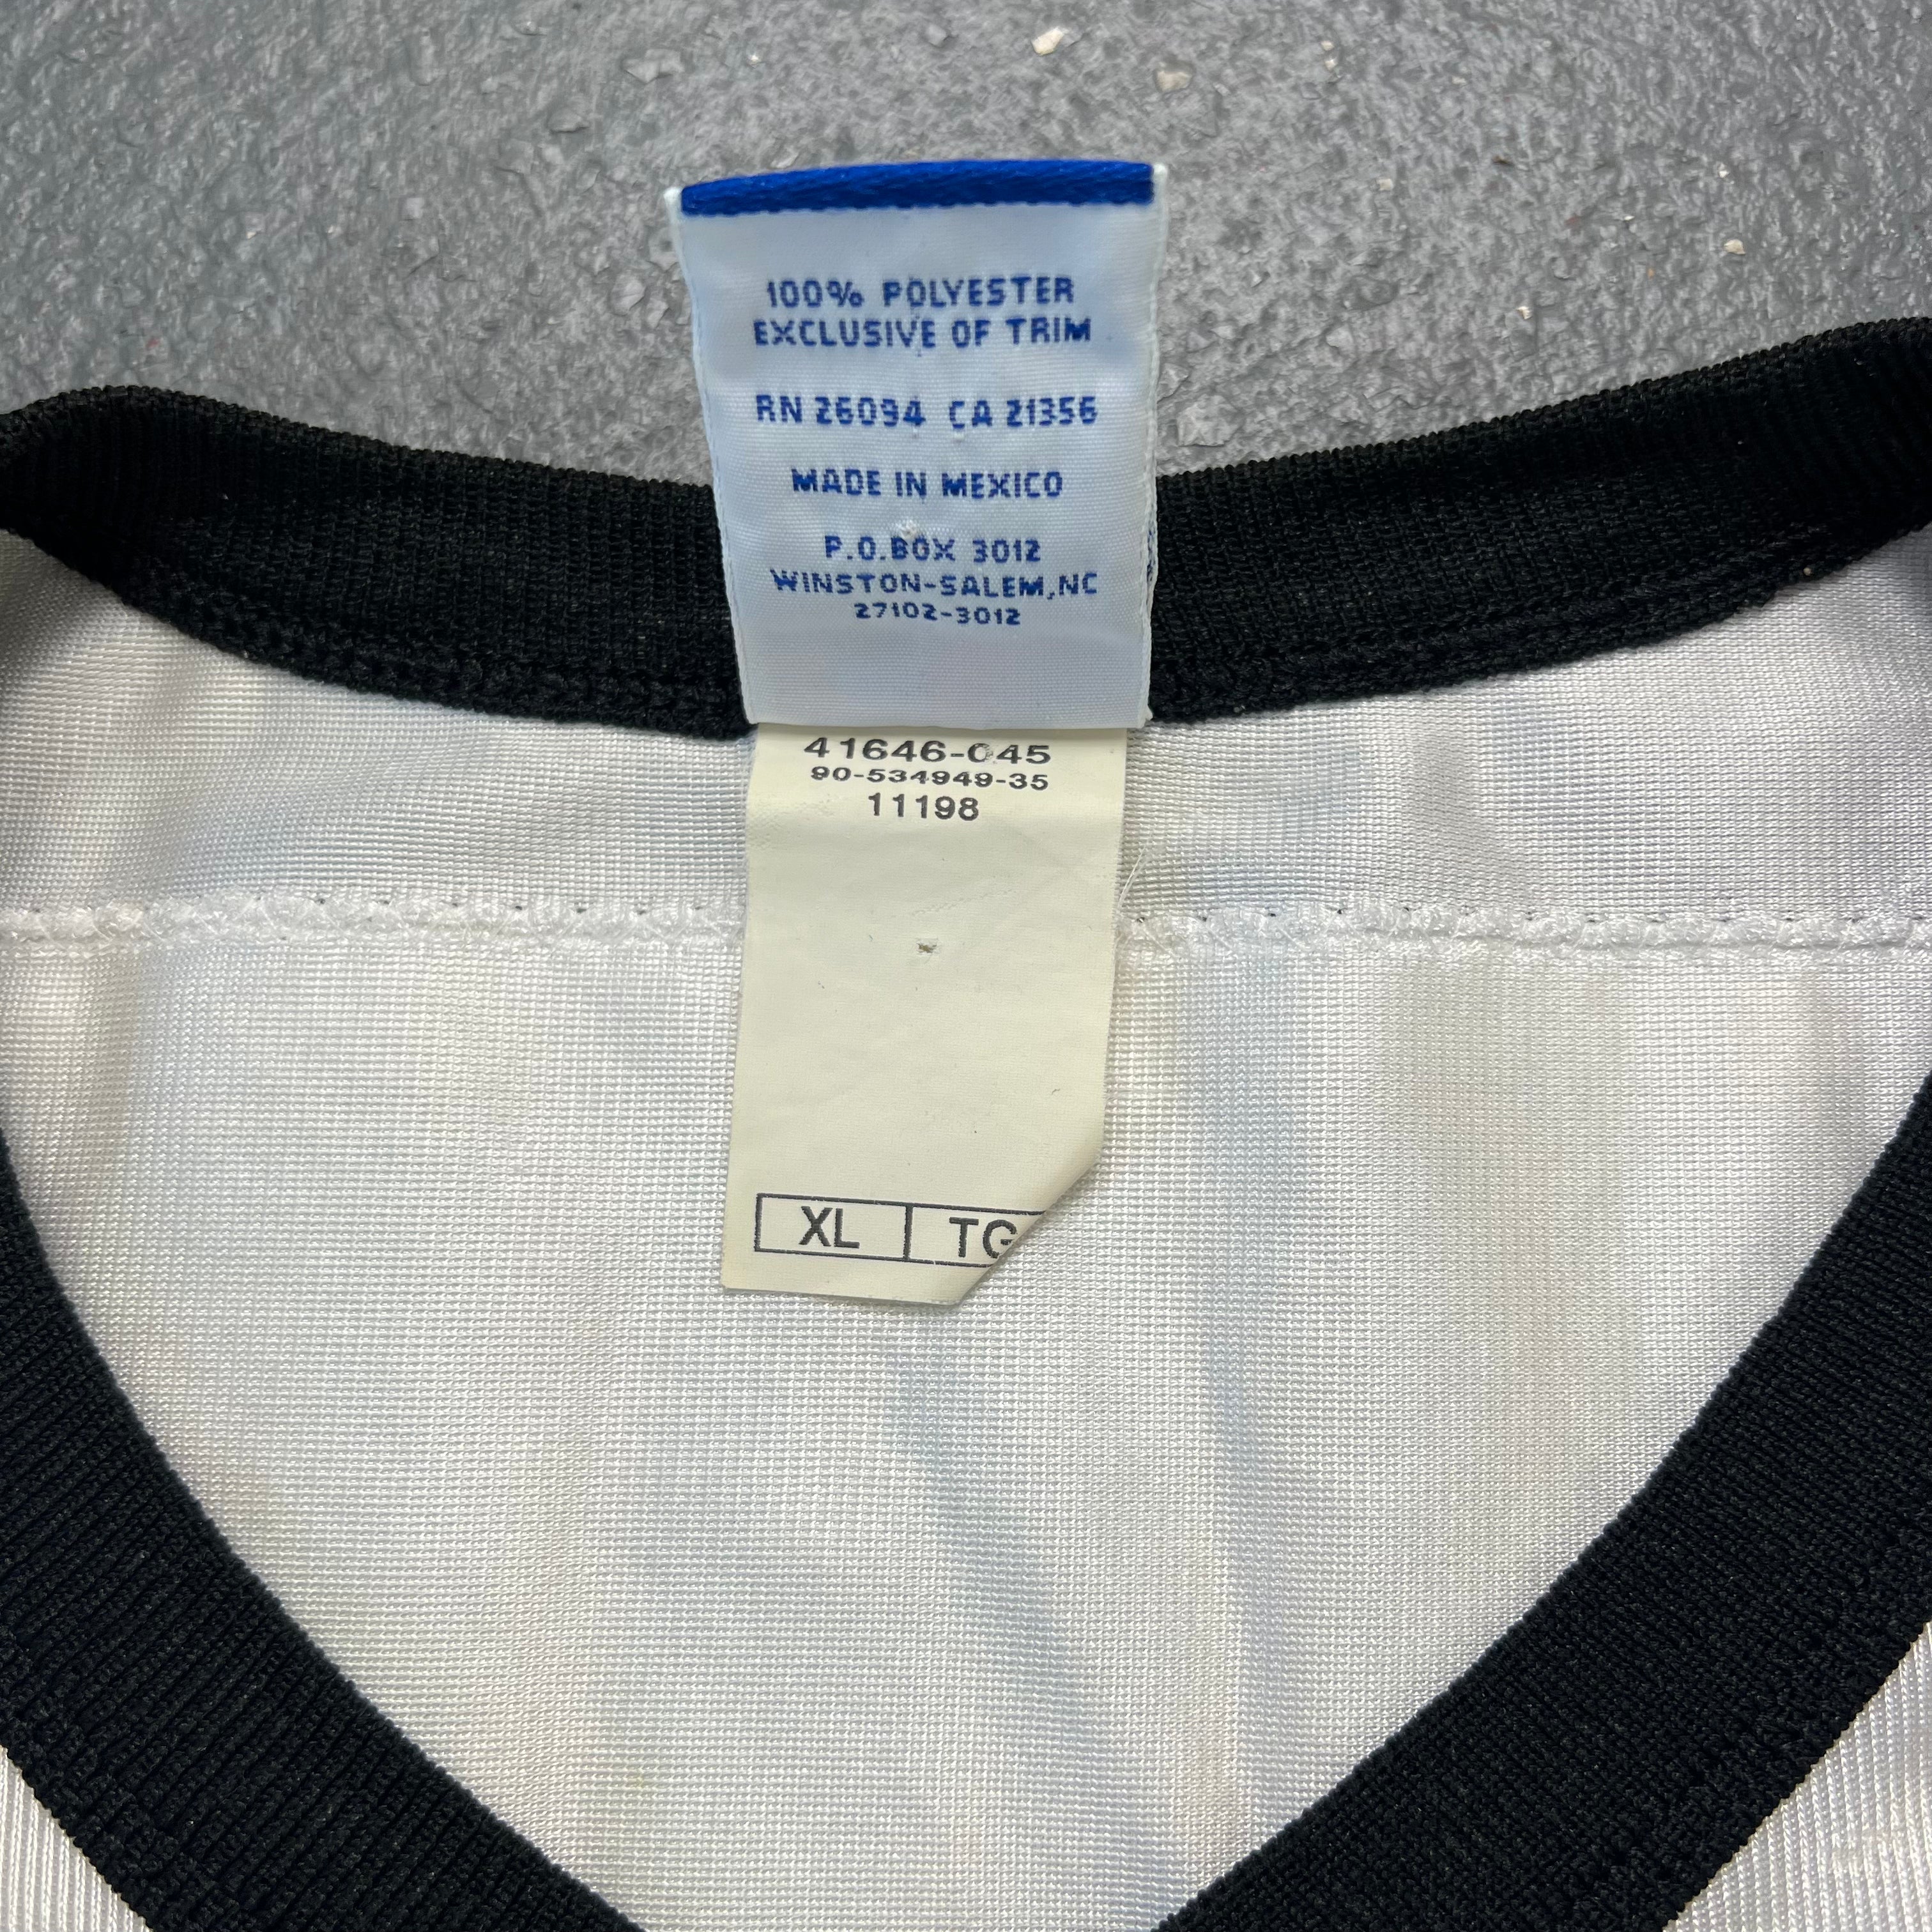 100% POLYESTER
EXCLUSIVE OF TRIM
RN 26094 CA 21356
MADE IN MEXICO
P.O.BOX 3012
WINSTON-SALEM,NC
27102-3012
41646-045
90-534949-35
11198
XL TG